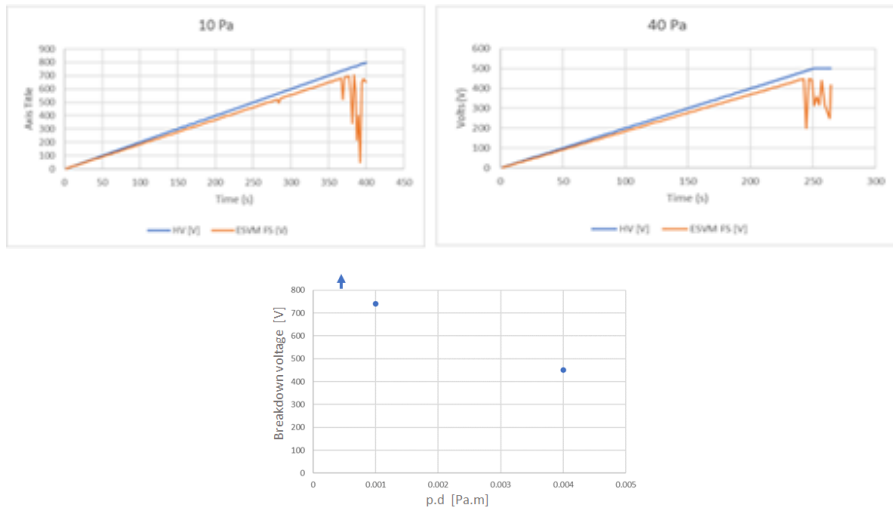 10 Pa
900
800
700
600
500
400
300
200
100
0
Axis Title
0 50 100 150 200 250 300 350 400 450
Time (s)
HV [V] ESVM FS (V)
40 Pa
600
500
400
300
200
100
0
Volts (V)
0 50 100 150 200 250 300
Time (s)
HV [V] ESVM FS [V]
800
700
600
500
400
300
200
100
0
Breakdown voltage [V]
0 0.001 0.002 0.003 0.004 0.005
p.d [Pa.m]